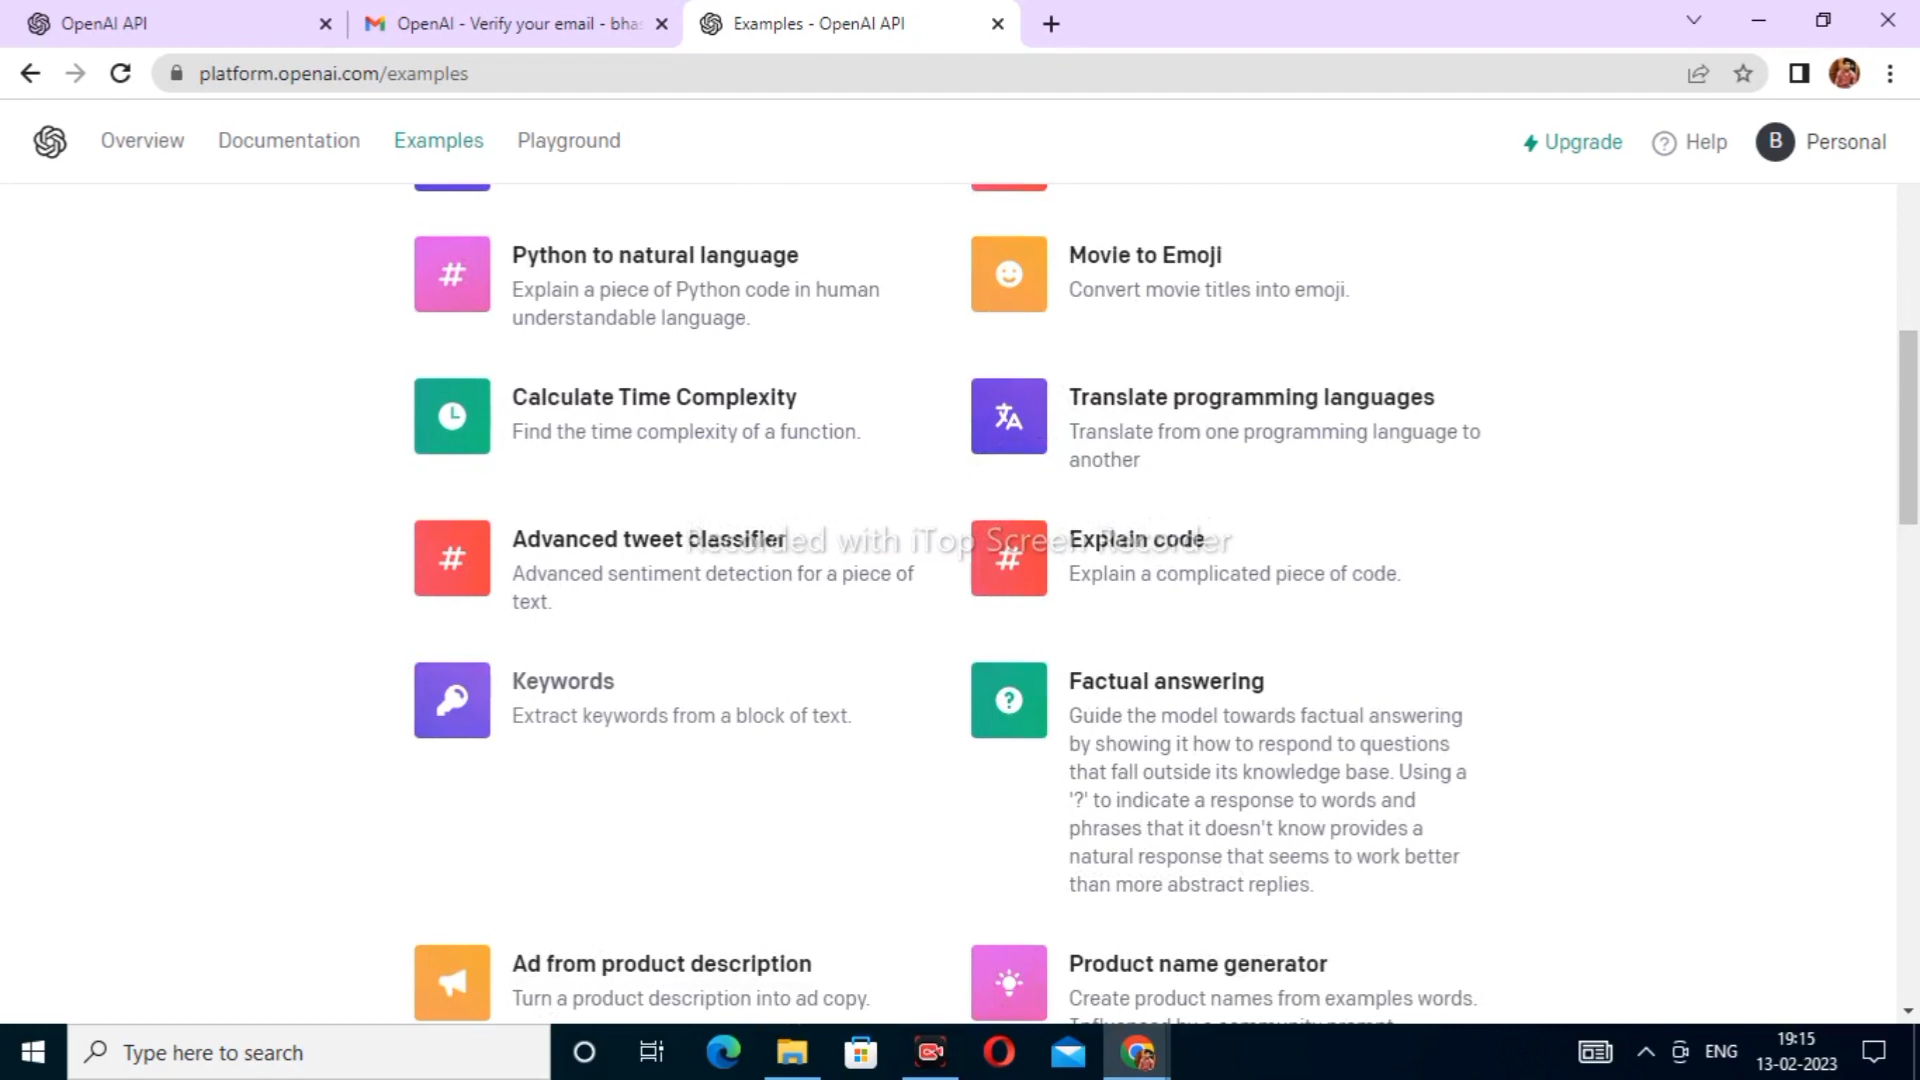 OpenAI API
OpenAI - Verify your email - bha
Examples - OpenAI API
platform.openai.com/examples
Overview
Documentation
Examples
Playground
Upgrade
? Help
B Personal
# Python to natural language
Explain a piece of Python code in human
understandable language.
Movie to Emoji
Convert movie titles into emoji.
Calculate Time Complexity
Find the time complexity of a function.
Translate programming languages
Translate from one programming language to
another
# Advanced tweet classifier
Advanced sentiment detection for a piece of
text.
# Explain code
Explain a complicated piece of code.
Recorded with iTop Screen Recorder
Keywords
Extract keywords from a block of text.
? Factual answering
Guide the model towards factual answering
by showing it how to respond to questions
that fall outside its knowledge base. Using a
'?' to indicate a response to words and
phrases that it doesn't know provides a
natural response that seems to work better
than more abstract replies.
Ad from product description
Turn a product description into ad copy.
Product name generator
Create product names from examples words.
Influenced by a community prompt.
Type here to search
ENG
19:15
13-02-2023